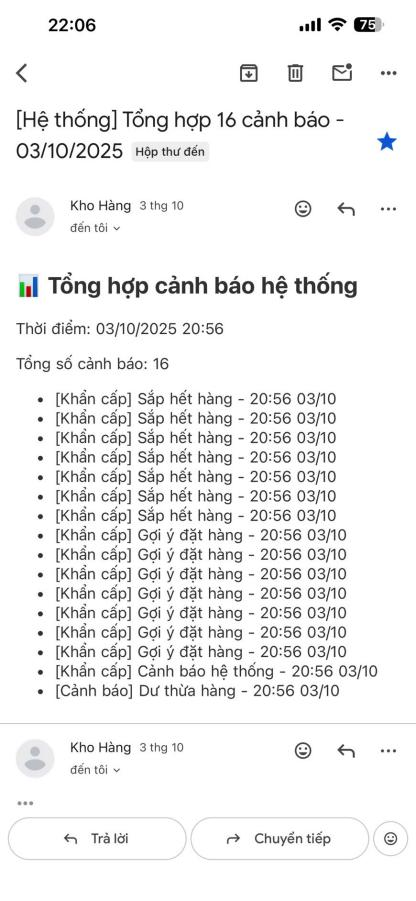 22:06
75
[Hệ thống] Tổng hợp 16 cảnh báo -
03/10/2025 Hộp thư đến
Kho Hàng 3 thg 10
đến tôi
Tổng hợp cảnh báo hệ thống
Thời điểm: 03/10/2025 20:56
Tổng số cảnh báo: 16
• [Khẩn cấp] Sắp hết hàng - 20:56 03/10
• [Khẩn cấp] Sắp hết hàng - 20:56 03/10
• [Khẩn cấp] Sắp hết hàng - 20:56 03/10
• [Khẩn cấp] Sắp hết hàng - 20:56 03/10
• [Khẩn cấp] Sắp hết hàng - 20:56 03/10
• [Khẩn cấp] Sắp hết hàng - 20:56 03/10
• [Khẩn cấp] Sắp hết hàng - 20:56 03/10
• [Khẩn cấp] Gợi ý đặt hàng - 20:56 03/10
• [Khẩn cấp] Gợi ý đặt hàng - 20:56 03/10
• [Khẩn cấp] Gợi ý đặt hàng - 20:56 03/10
• [Khẩn cấp] Gợi ý đặt hàng - 20:56 03/10
• [Khẩn cấp] Gợi ý đặt hàng - 20:56 03/10
• [Khẩn cấp] Gợi ý đặt hàng - 20:56 03/10
• [Khẩn cấp] Gợi ý đặt hàng - 20:56 03/10
• [Khẩn cấp] Cảnh báo hệ thống - 20:56 03/10
• [Cảnh báo] Dư thừa hàng - 20:56 03/10
Kho Hàng 3 thg 10
đến tôi
Trả lời
Chuyển tiếp